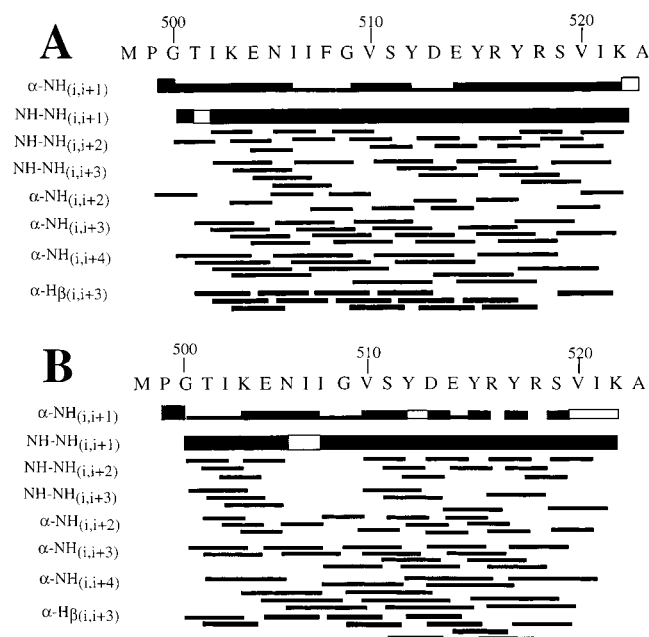 A
500 510 520
M P G T I K E N I I F G V S Y D E Y R Y R S V I K A
α-NH(i,i+1)
NH-NH(i,i+1)
NH-NH(i,i+2)
NH-NH(i,i+3)
α-NH(i,i+2)
α-NH(i,i+3)
α-NH(i,i+4)
α-Hβ(i,i+3)
B
500 510 520
M P G T I K E N I I G V S Y D E Y R Y R S V I K A
α-NH(i,i+1)
NH-NH(i,i+1)
NH-NH(i,i+2)
NH-NH(i,i+3)
α-NH(i,i+2)
α-NH(i,i+3)
α-NH(i,i+4)
α-Hβ(i,i+3)